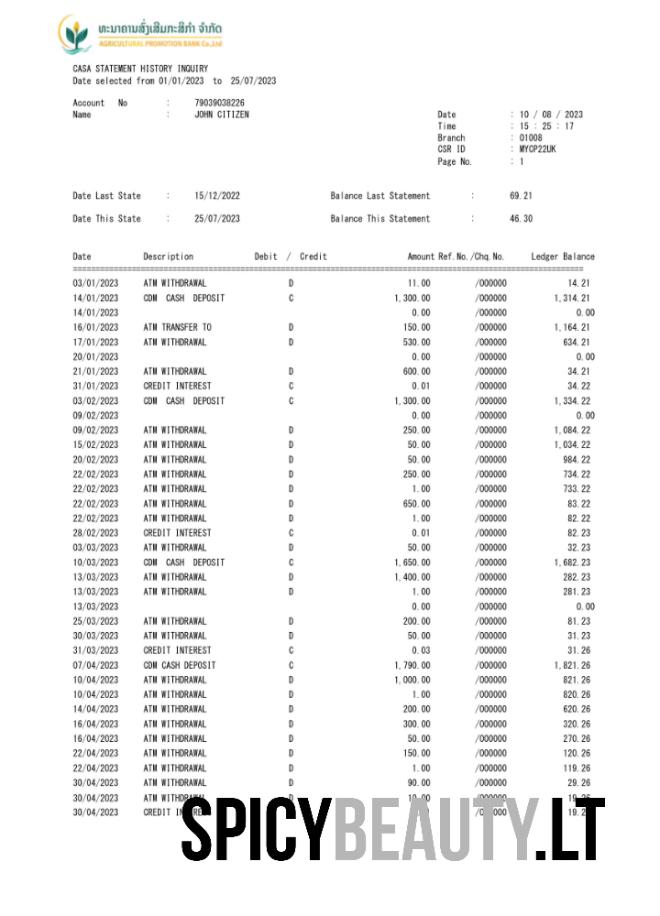 ທະນາຄານສົ່ງເສີມກະສິກຳ ຈຳກັດ
AGRICULTURAL PROMOTION BANK Co.,Ltd
CASA STATEMENT HISTORY INQUIRY
Date selected from 01/01/2023 to 25/07/2023
Account No : 79039038226
Name : JOHN CITIZEN
Date : 10 / 08 / 2023
Time : 15 : 25 : 17
Branch : 01008
CSR ID : MYCP22UK
Page No. : 1
Date Last State : 15/12/2022 Balance Last Statement : 69.21
Date This State : 25/07/2023 Balance This Statement : 46.30
Date Description Debit / Credit Amount Ref.No./Chq.No. Ledger Balance
03/01/2023 ATM WITHDRAWAL D 11.00 /000000 14.21
14/01/2023 CDM CASH DEPOSIT C 1,300.00 /000000 1,314.21
14/01/2023 0.00 /000000 0.00
16/01/2023 ATM TRANSFER TO D 150.00 /000000 1,164.21
17/01/2023 ATM WITHDRAWAL D 530.00 /000000 634.21
20/01/2023 0.00 /000000 0.00
21/01/2023 ATM WITHDRAWAL D 600.00 /000000 34.21
31/01/2023 CREDIT INTEREST C 0.01 /000000 34.22
03/02/2023 CDM CASH DEPOSIT C 1,300.00 /000000 1,334.22
09/02/2023 0.00 /000000 0.00
09/02/2023 ATM WITHDRAWAL D 250.00 /000000 1,084.22
15/02/2023 ATM WITHDRAWAL D 50.00 /000000 1,034.22
20/02/2023 ATM WITHDRAWAL D 50.00 /000000 984.22
22/02/2023 ATM WITHDRAWAL D 250.00 /000000 734.22
22/02/2023 ATM WITHDRAWAL D 1.00 /000000 733.22
22/02/2023 ATM WITHDRAWAL D 650.00 /000000 83.22
22/02/2023 ATM WITHDRAWAL D 1.00 /000000 82.22
28/02/2023 CREDIT INTEREST C 0.01 /000000 82.23
03/03/2023 ATM WITHDRAWAL D 50.00 /000000 32.23
10/03/2023 CDM CASH DEPOSIT C 1,650.00 /000000 1,682.23
13/03/2023 ATM WITHDRAWAL D 1,400.00 /000000 282.23
13/03/2023 ATM WITHDRAWAL D 1.00 /000000 281.23
13/03/2023 0.00 /000000 0.00
25/03/2023 ATM WITHDRAWAL D 200.00 /000000 81.23
30/03/2023 ATM WITHDRAWAL D 50.00 /000000 31.23
31/03/2023 CREDIT INTEREST C 0.03 /000000 31.26
07/04/2023 CDM CASH DEPOSIT C 1,790.00 /000000 1,821.26
10/04/2023 ATM WITHDRAWAL D 1,000.00 /000000 821.26
10/04/2023 ATM WITHDRAWAL D 1.00 /000000 820.26
14/04/2023 ATM WITHDRAWAL D 200.00 /000000 620.26
16/04/2023 ATM WITHDRAWAL D 300.00 /000000 320.26
16/04/2023 ATM WITHDRAWAL D 50.00 /000000 270.26
22/04/2023 ATM WITHDRAWAL D 150.00 /000000 120.26
22/04/2023 ATM WITHDRAWAL D 1.00 /000000 119.26
30/04/2023 ATM WITHDRAWAL D 90.00 /000000 29.26
30/04/2023 ATM WITHDRAWAL D 10.00 /000000
30/04/2023 CREDIT
SPICYBEAUTY.LT